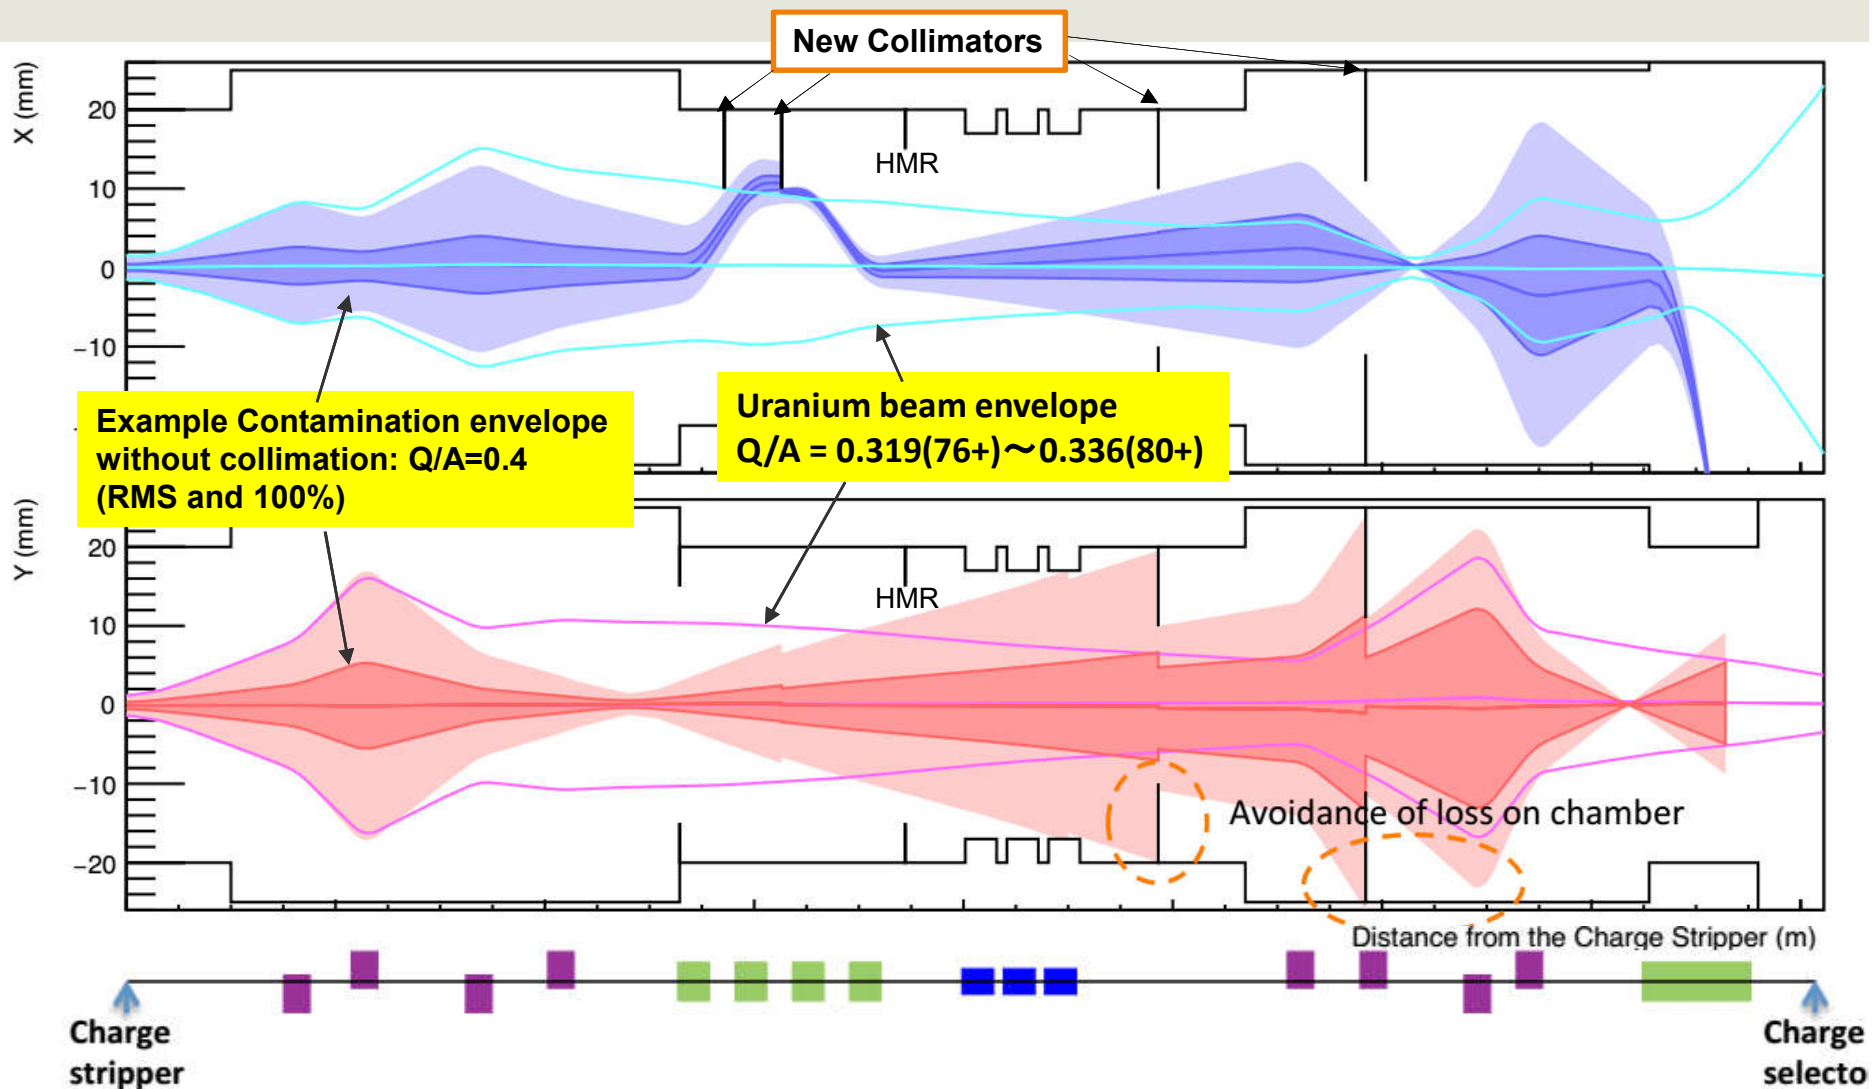 New Collimators
X (mm)
20
10
0
−10
HMR
Example Contamination envelope
without collimation: Q/A=0.4
(RMS and 100%)
Uranium beam envelope
Q/A = 0.319(76+)～0.336(80+)
Y (mm)
20
10
0
−10
−20
HMR
Avoidance of loss on chamber
Distance from the Charge Stripper (m)
Charge
stripper
Charge
selecto